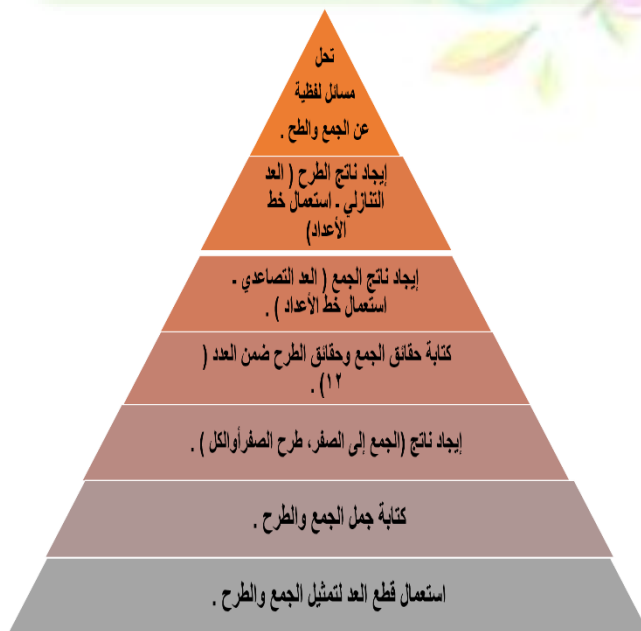 تحل
مسائل لفظية
عن الجمع والطح .
إيجاد ناتج الطرح ( العد
التنازلي - استعمال خط
الأعداد)
إيجاد ناتج الجمع ( العد التصاعدي -
استعمال خط الأعداد ) .
كتابة حقائق الجمع وحقائق الطرح ضمن العدد (
١٢) .
إيجاد ناتج (الجمع إلى الصفر، طرح الصفرأوالكل ) .
كتابة جمل الجمع والطرح .
استعمال قطع العد لتمثيل الجمع والطرح .